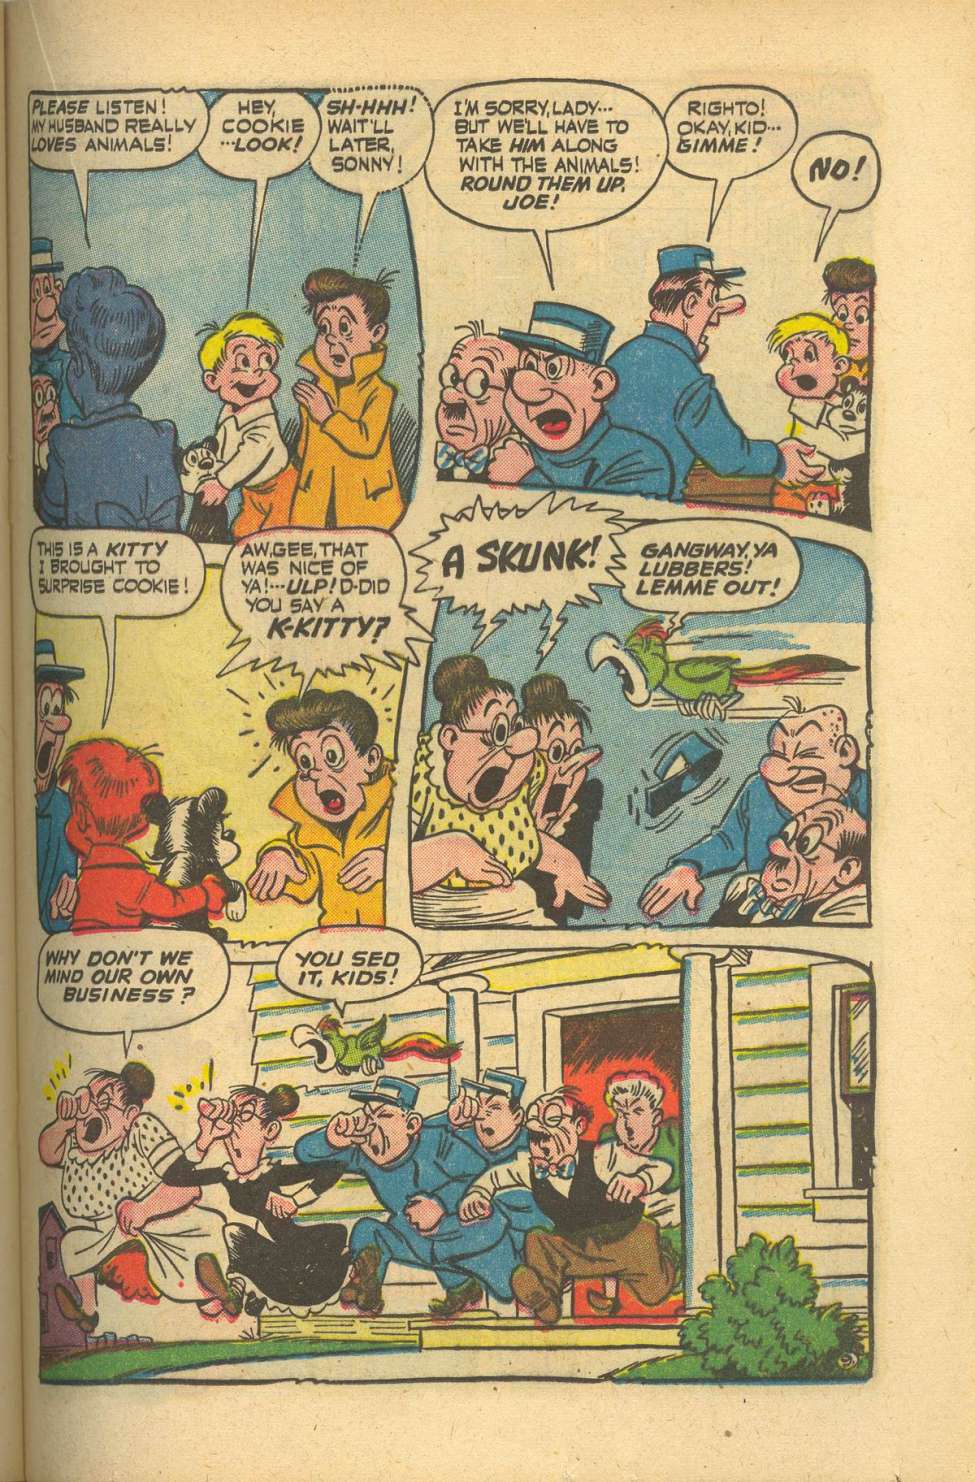 PLEASE LISTEN!
MY HUSBAND REALLY
LOVES ANIMALS!
HEY,
COOKIE
...LOOK!
SH-HHH!
WAIT'LL
LATER,
SONNY!
I'M SORRY, LADY...
BUT WE'LL HAVE TO
TAKE HIM ALONG
WITH THE ANIMALS!
ROUND THEM UP,
JOE!
RIGHTO!
OKAY, KID...
GIMME!
NO!
THIS IS A KITTY
I BROUGHT TO
SURPRISE COOKIE!
AW, GEE, THAT
WAS NICE OF
YA!...ULP! D-DID
YOU SAY A
K-KITTY?
A SKUNK!
GANGWAY, YA
LUBBERS!
LEMME OUT!
WHY DON'T WE
MIND OUR OWN
BUSINESS?
YOU SED
IT, KIDS!